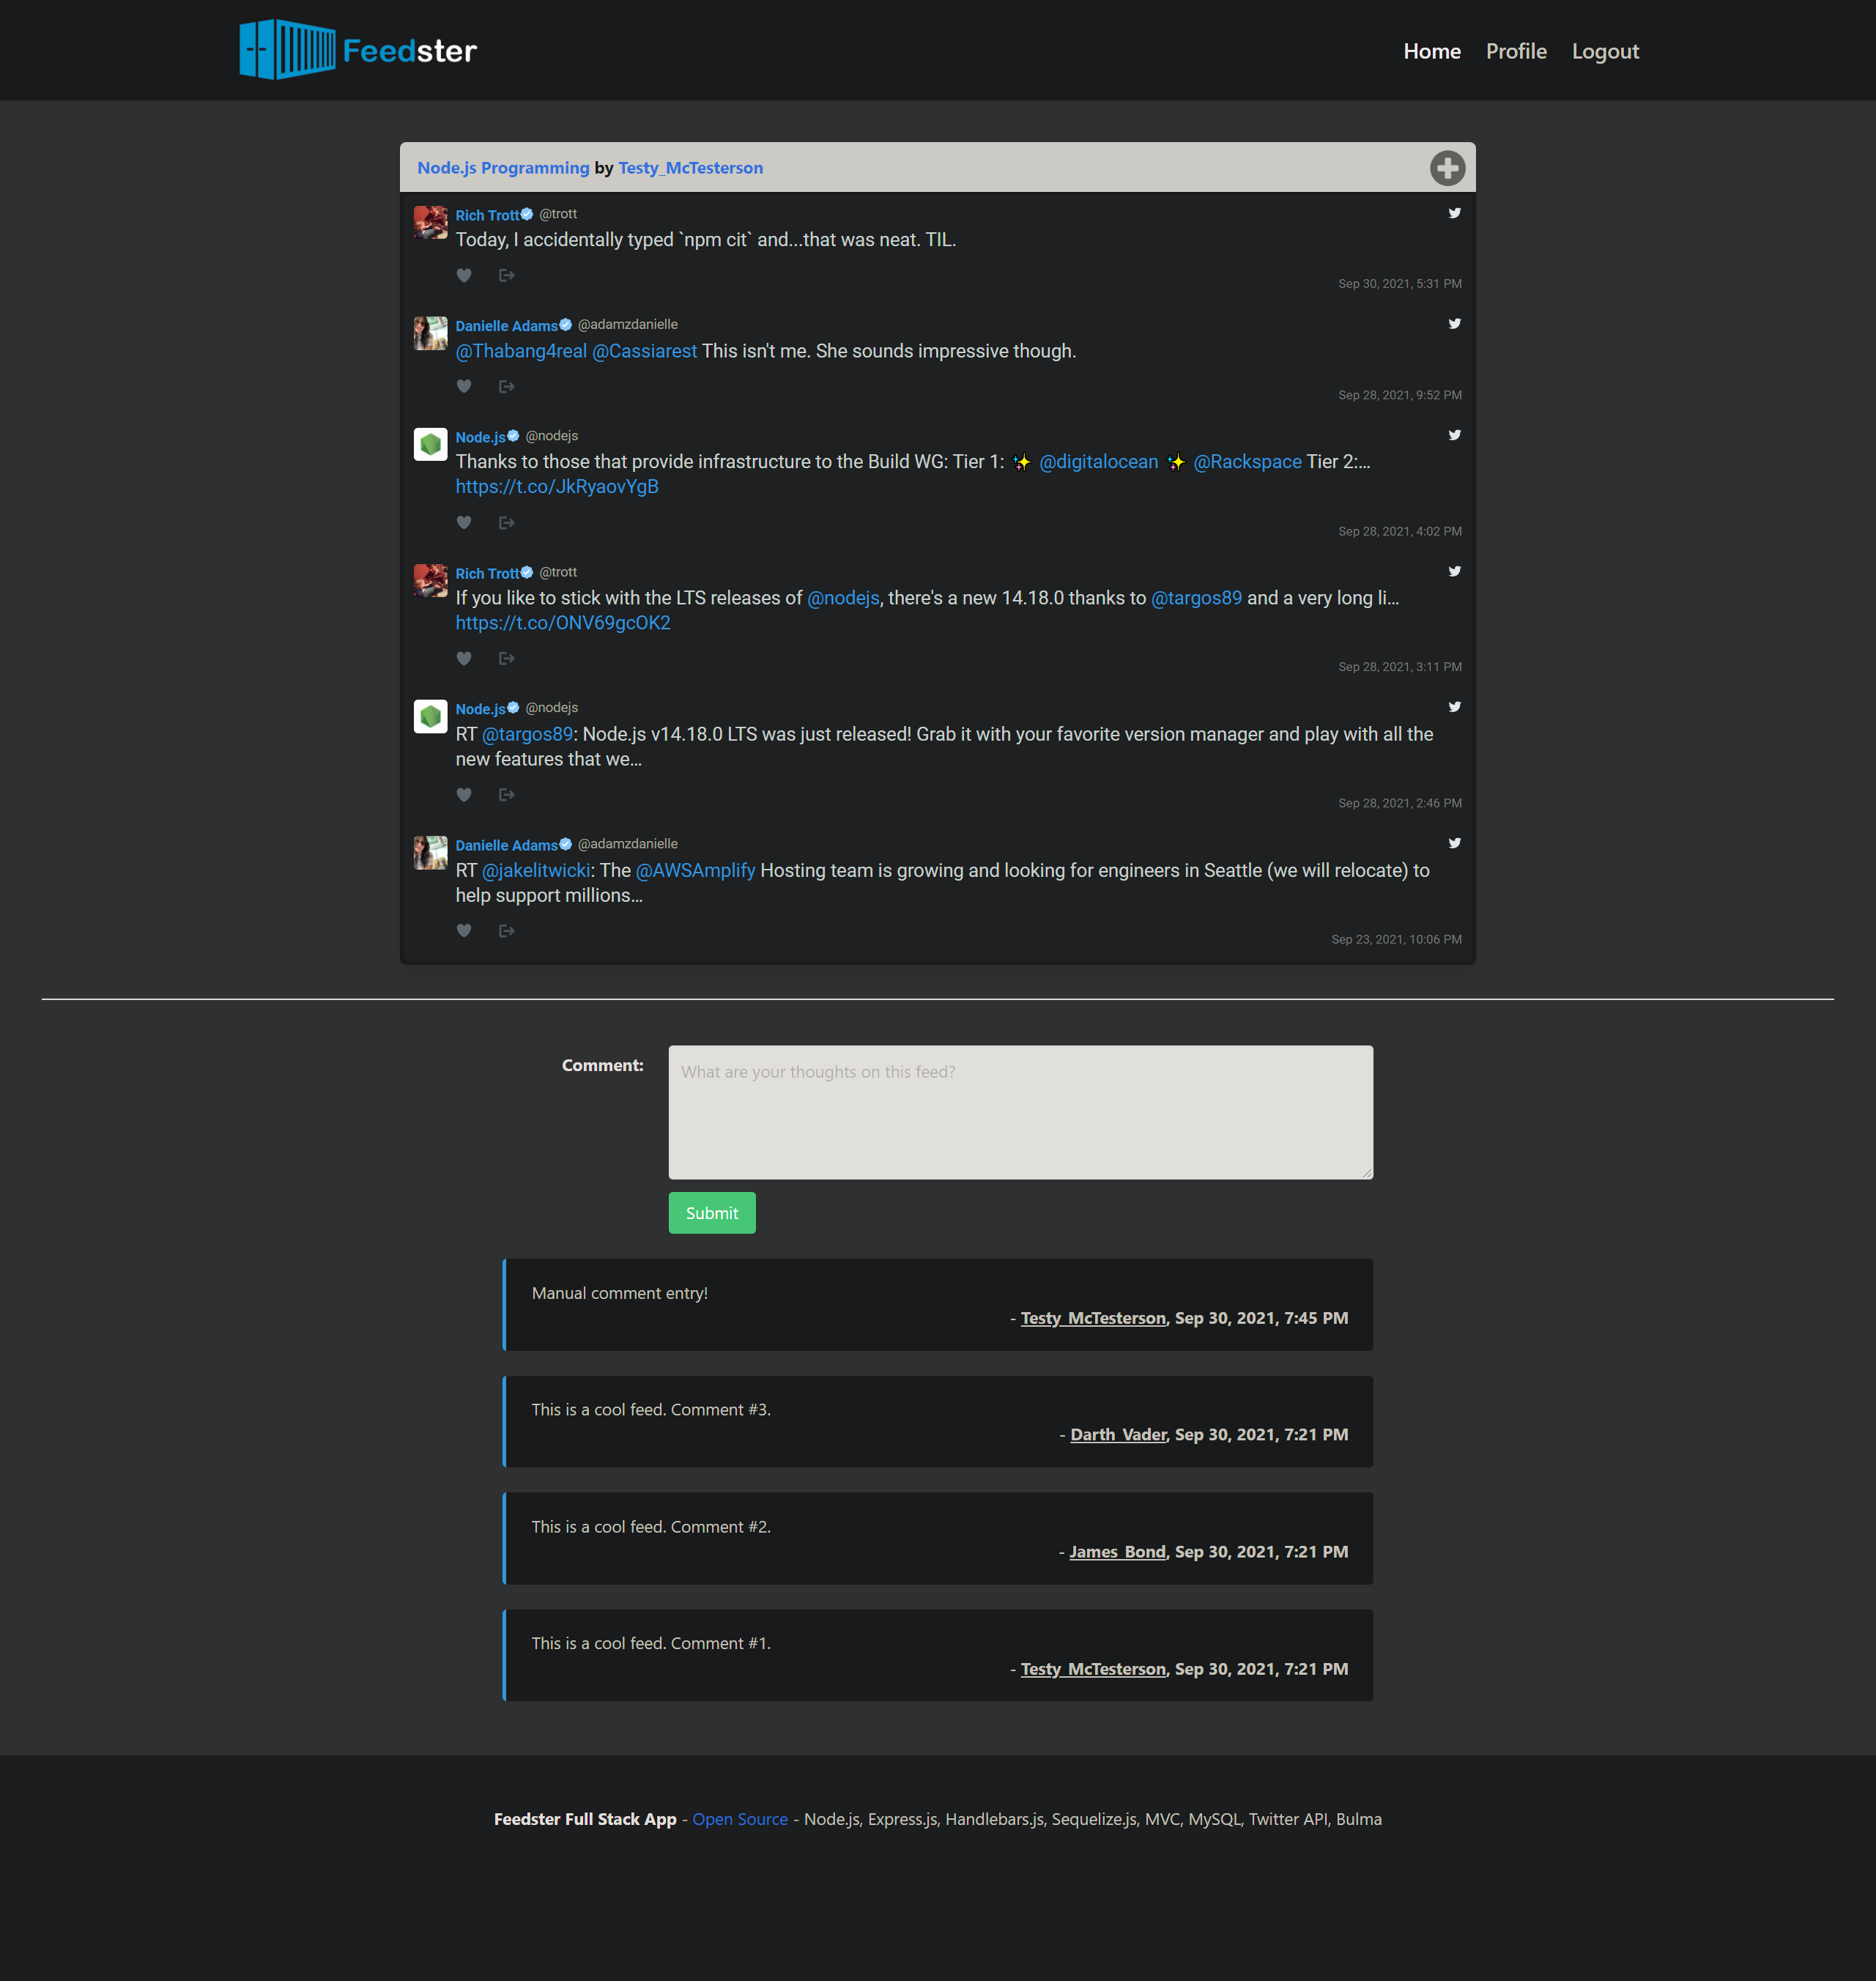 Feedster
Home Profile Logout
Node.js Programming by Testy_McTesterson
Rich Trott @trott
Today, I accidentally typed `npm cit` and...that was neat. TIL.
Sep 30, 2021, 5:31 PM
Danielle Adams @adamzdanielle
@Thabang4real @Cassiarest This isn't me. She sounds impressive though.
Sep 28, 2021, 9:52 PM
Node.js @nodejs
Thanks to those that provide infrastructure to the Build WG: Tier 1: ✨ @digitalocean ✨ @Rackspace Tier 2:…
https://t.co/JkRyaovYgB
Sep 28, 2021, 4:02 PM
Rich Trott @trott
If you like to stick with the LTS releases of @nodejs, there's a new 14.18.0 thanks to @targos89 and a very long li…
https://t.co/ONV69gcOK2
Sep 28, 2021, 3:11 PM
Node.js @nodejs
RT @targos89: Node.js v14.18.0 LTS was just released! Grab it with your favorite version manager and play with all the
new features that we…
Sep 28, 2021, 2:46 PM
Danielle Adams @adamzdanielle
RT @jakelitwicki: The @AWSAmplify Hosting team is growing and looking for engineers in Seattle (we will relocate) to
help support millions…
Sep 23, 2021, 10:06 PM
Comment:
What are your thoughts on this feed?
Submit
Manual comment entry!
- Testy_McTesterson, Sep 30, 2021, 7:45 PM
This is a cool feed. Comment #3.
- Darth_Vader, Sep 30, 2021, 7:21 PM
This is a cool feed. Comment #2.
- James_Bond, Sep 30, 2021, 7:21 PM
This is a cool feed. Comment #1.
- Testy_McTesterson, Sep 30, 2021, 7:21 PM
Feedster Full Stack App - Open Source - Node.js, Express.js, Handlebars.js, Sequelize.js, MVC, MySQL, Twitter API, Bulma